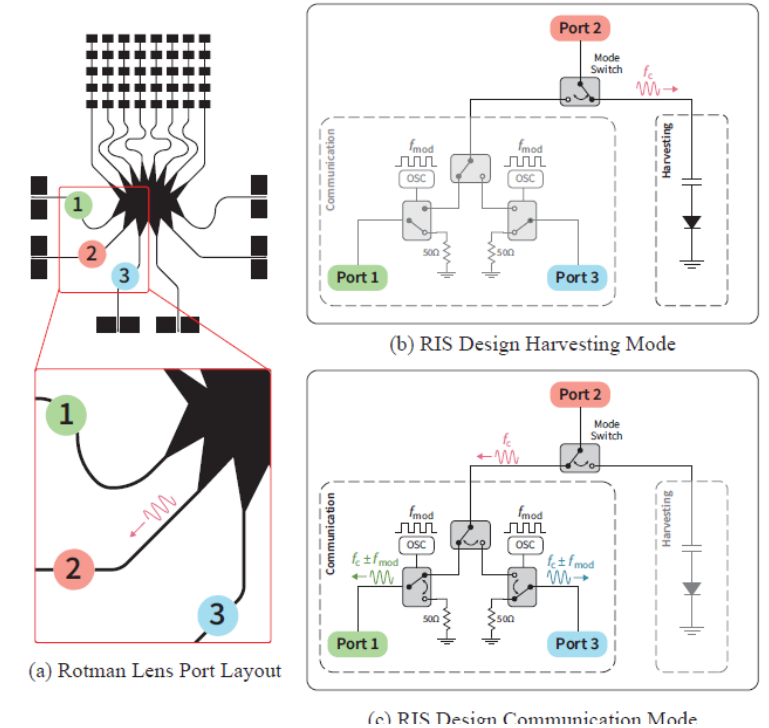 1
2
3
1
2
3
(a) Rotman Lens Port Layout
Port 2
Mode
Switch
fc
Communication
Harvesting
fmod
fmod
OSC
OSC
50Ω
50Ω
Port 1
Port 3
(b) RIS Design Harvesting Mode
Port 2
Mode
Switch
fc
Communication
Harvesting
fmod
fmod
OSC
OSC
fc ± fmod
fc ± fmod
50Ω
50Ω
Port 1
Port 3
(c) RIS Design Communication Mode